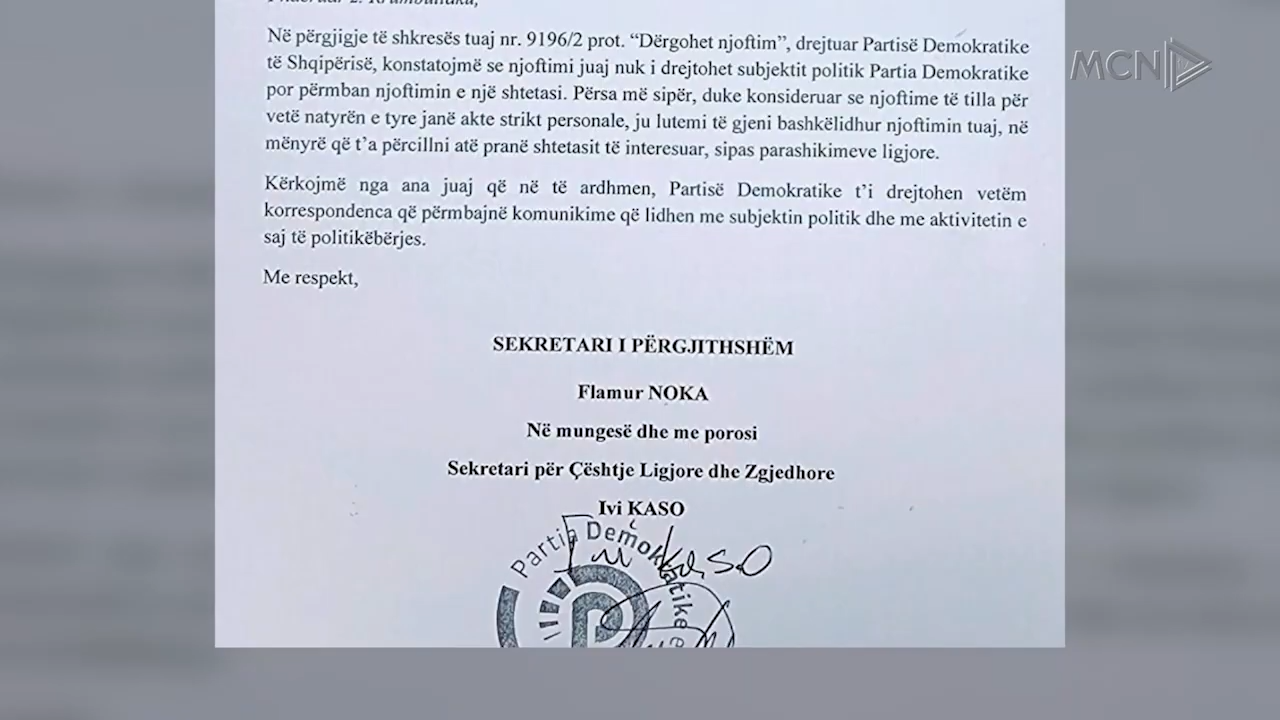 Në përgjigje të shkresës tuaj nr. 9196/2 prot. “Dërgohet njoftim”, drejtuar Partisë Demokratike
të Shqipërisë, konstatojmë se njoftimi juaj nuk i drejtohet subjektit politik Partia Demokratike
por përmban njoftimin e një shtetasi. Përsa më sipër, duke konsideruar se njoftime të tilla për
vetë natyrën e tyre janë akte strikt personale, ju lutemi të gjeni bashkëlidhur njoftimin tuaj, në
mënyrë që t’a përcillni atë pranë shtetasit të interesuar, sipas parashikimeve ligjore.
Kërkojmë nga ana juaj që në të ardhmen, Partisë Demokratike t’i drejtohen vetëm
korrespondenca që përmbajnë komunikime që lidhen me subjektin politik dhe me aktivitetin e
saj të politikëbërjes.
Me respekt,
SEKRETARI I PËRGJITHSHËM
Flamur NOKA
Në mungesë dhe me porosi
Sekretari për Çështje Ligjore dhe Zgjedhore
Ivi KASO
Partia Demokratike e
Kaso
MCN